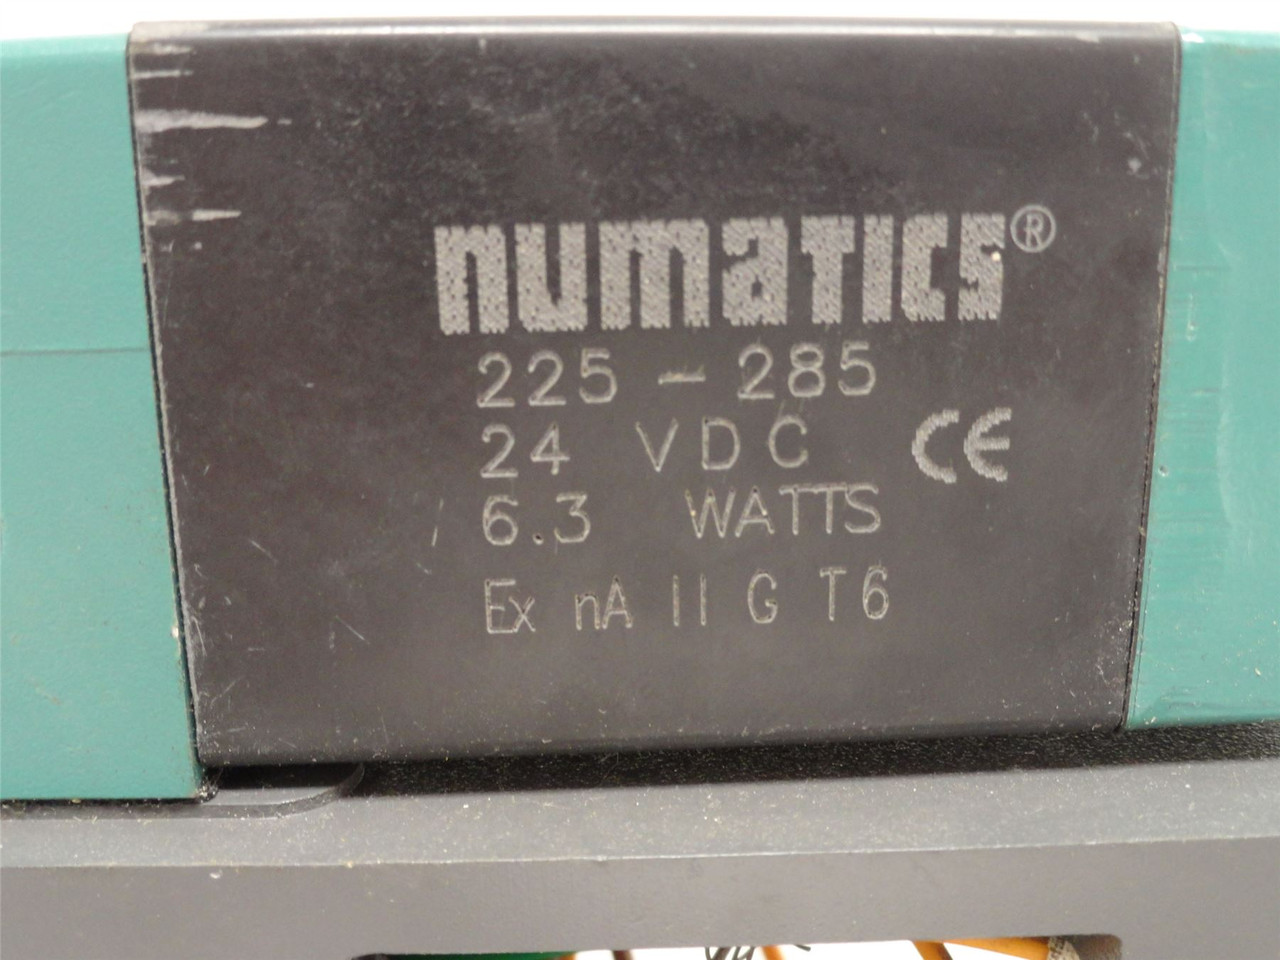 numatics®
225-285
24 VDC CE
6.3 WATTS
Ex nA II G T6